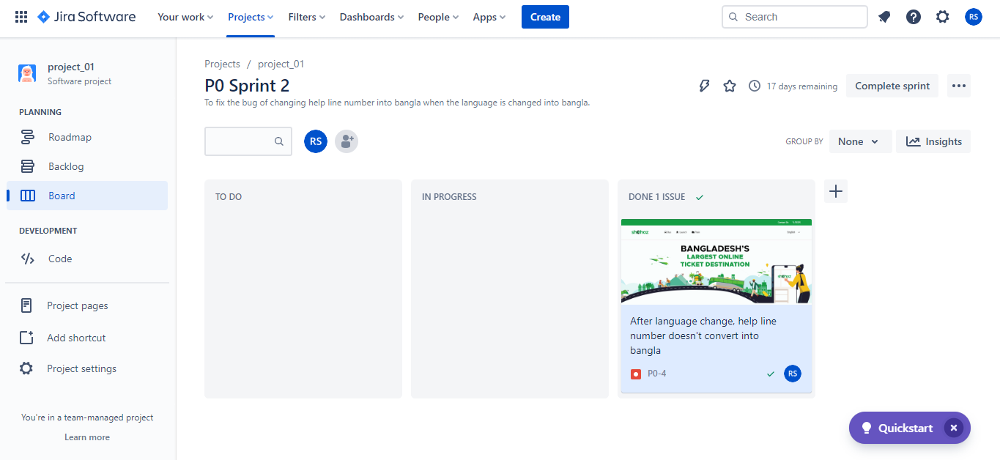 Jira Software Your work Projects Filters Dashboards People Apps Create Search RS
project_01
Software project
PLANNING
Roadmap
Backlog
Board
DEVELOPMENT
Code
Project pages
Add shortcut
Project settings
You're in a team-managed project
Learn more
Projects / project_01
P0 Sprint 2
17 days remaining Complete sprint
To fix the bug of changing help line number into bangla when the language is changed into bangla.
RS
GROUP BY None Insights
TO DO
IN PROGRESS
DONE 1 ISSUE
shohoz
English
BANGLADESH'S
LARGEST ONLINE
TICKET DESTINATION
shohoz
After language change, help line
number doesn't convert into
bangla
P0-4 RS
Quickstart